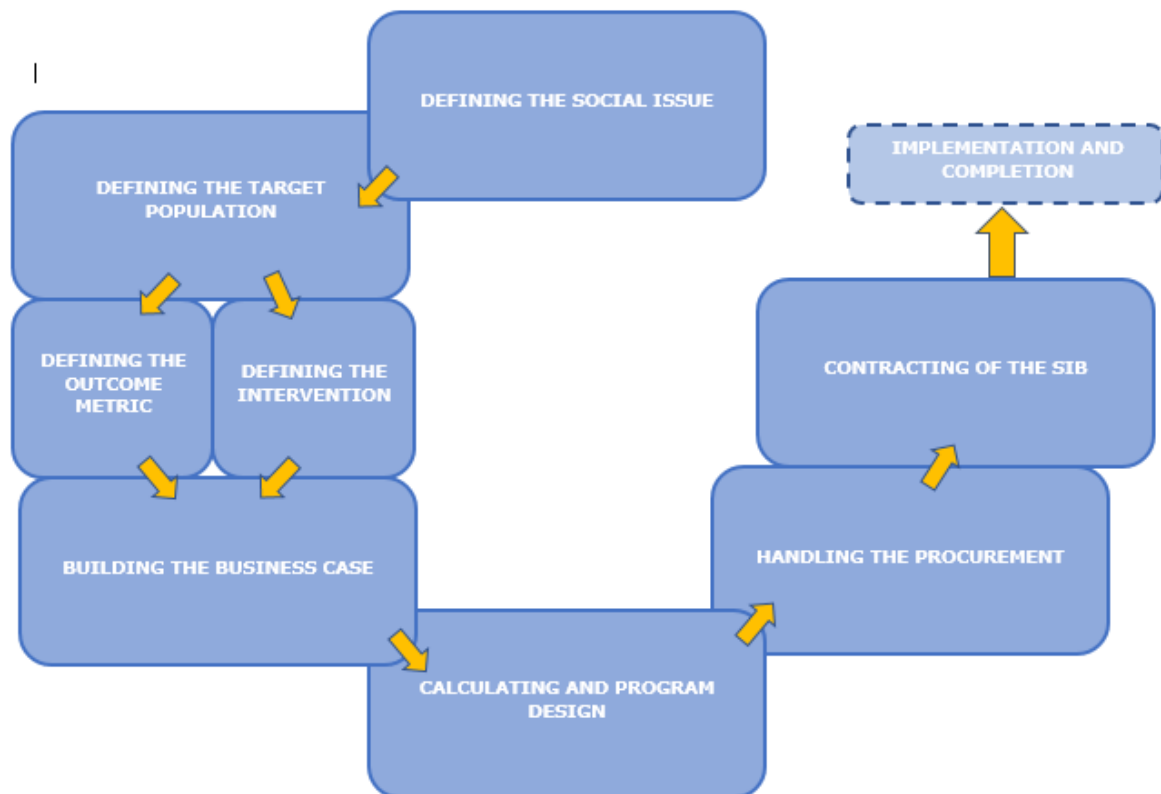 DEFINING THE SOCIAL ISSUE
DEFINING THE TARGET
POPULATION
DEFINING THE
OUTCOME
METRIC
DEFINING THE
INTERVENTION
BUILDING THE BUSINESS CASE
CALCULATING AND PROGRAM
DESIGN
HANDLING THE PROCUREMENT
CONTRACTING OF THE SIB
IMPLEMENTATION AND
COMPLETION